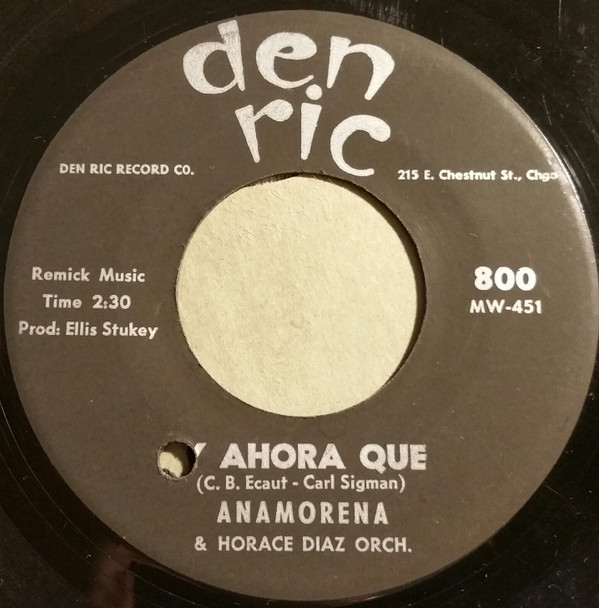 den
ric
DEN RIC RECORD CO.
215 E. Chestnut St., Chgo
Remick Music
Time 2:30
Prod: Ellis Stukey
800
MW-451
Y AHORA QUE
(C. B. Ecaut - Carl Sigman)
ANAMORENA
& HORACE DIAZ ORCH.